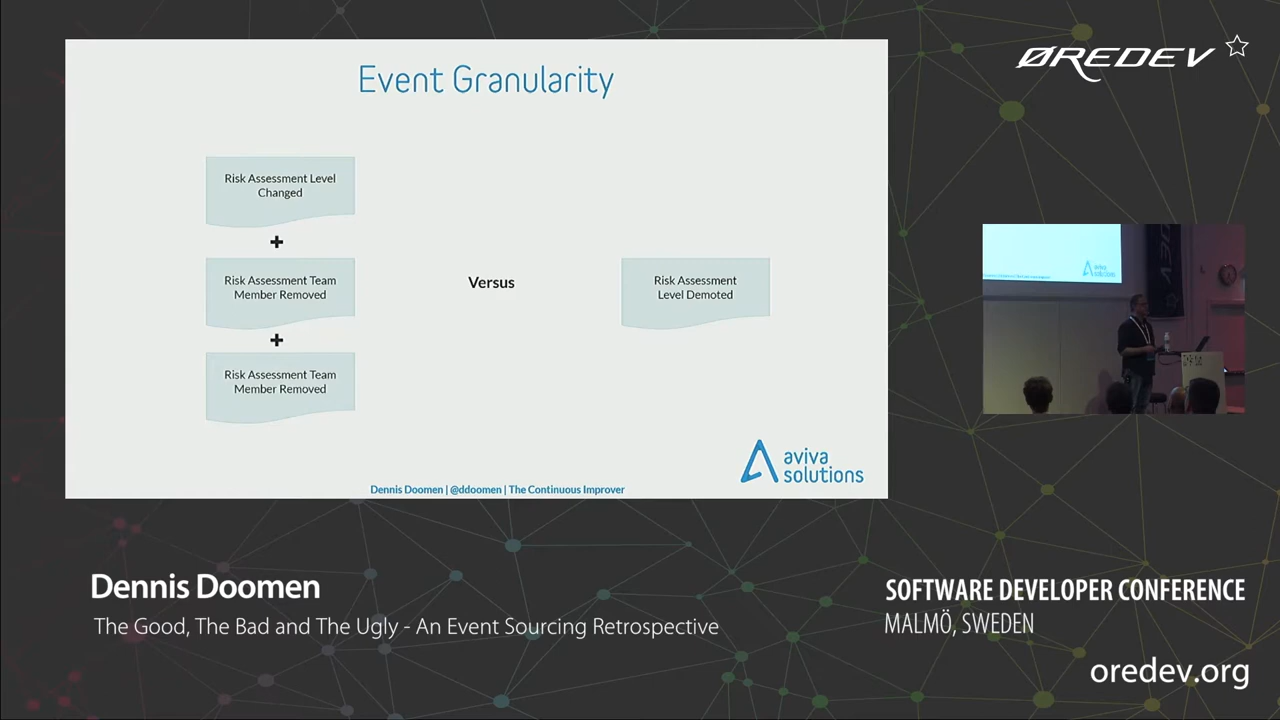 Event Granularity
Risk Assessment Level
Changed
+
Risk Assessment Team
Member Removed
+
Risk Assessment Team
Member Removed
Versus
Risk Assessment
Level Demoted
aviva
solutions
Dennis Doomen | @ddoomen | The Continuous Improver
ØREDEV
aviva
solutions
Dennis Doomen
The Good, The Bad and The Ugly - An Event Sourcing Retrospective
SOFTWARE DEVELOPER CONFERENCE
MALMÖ, SWEDEN
oredev.org